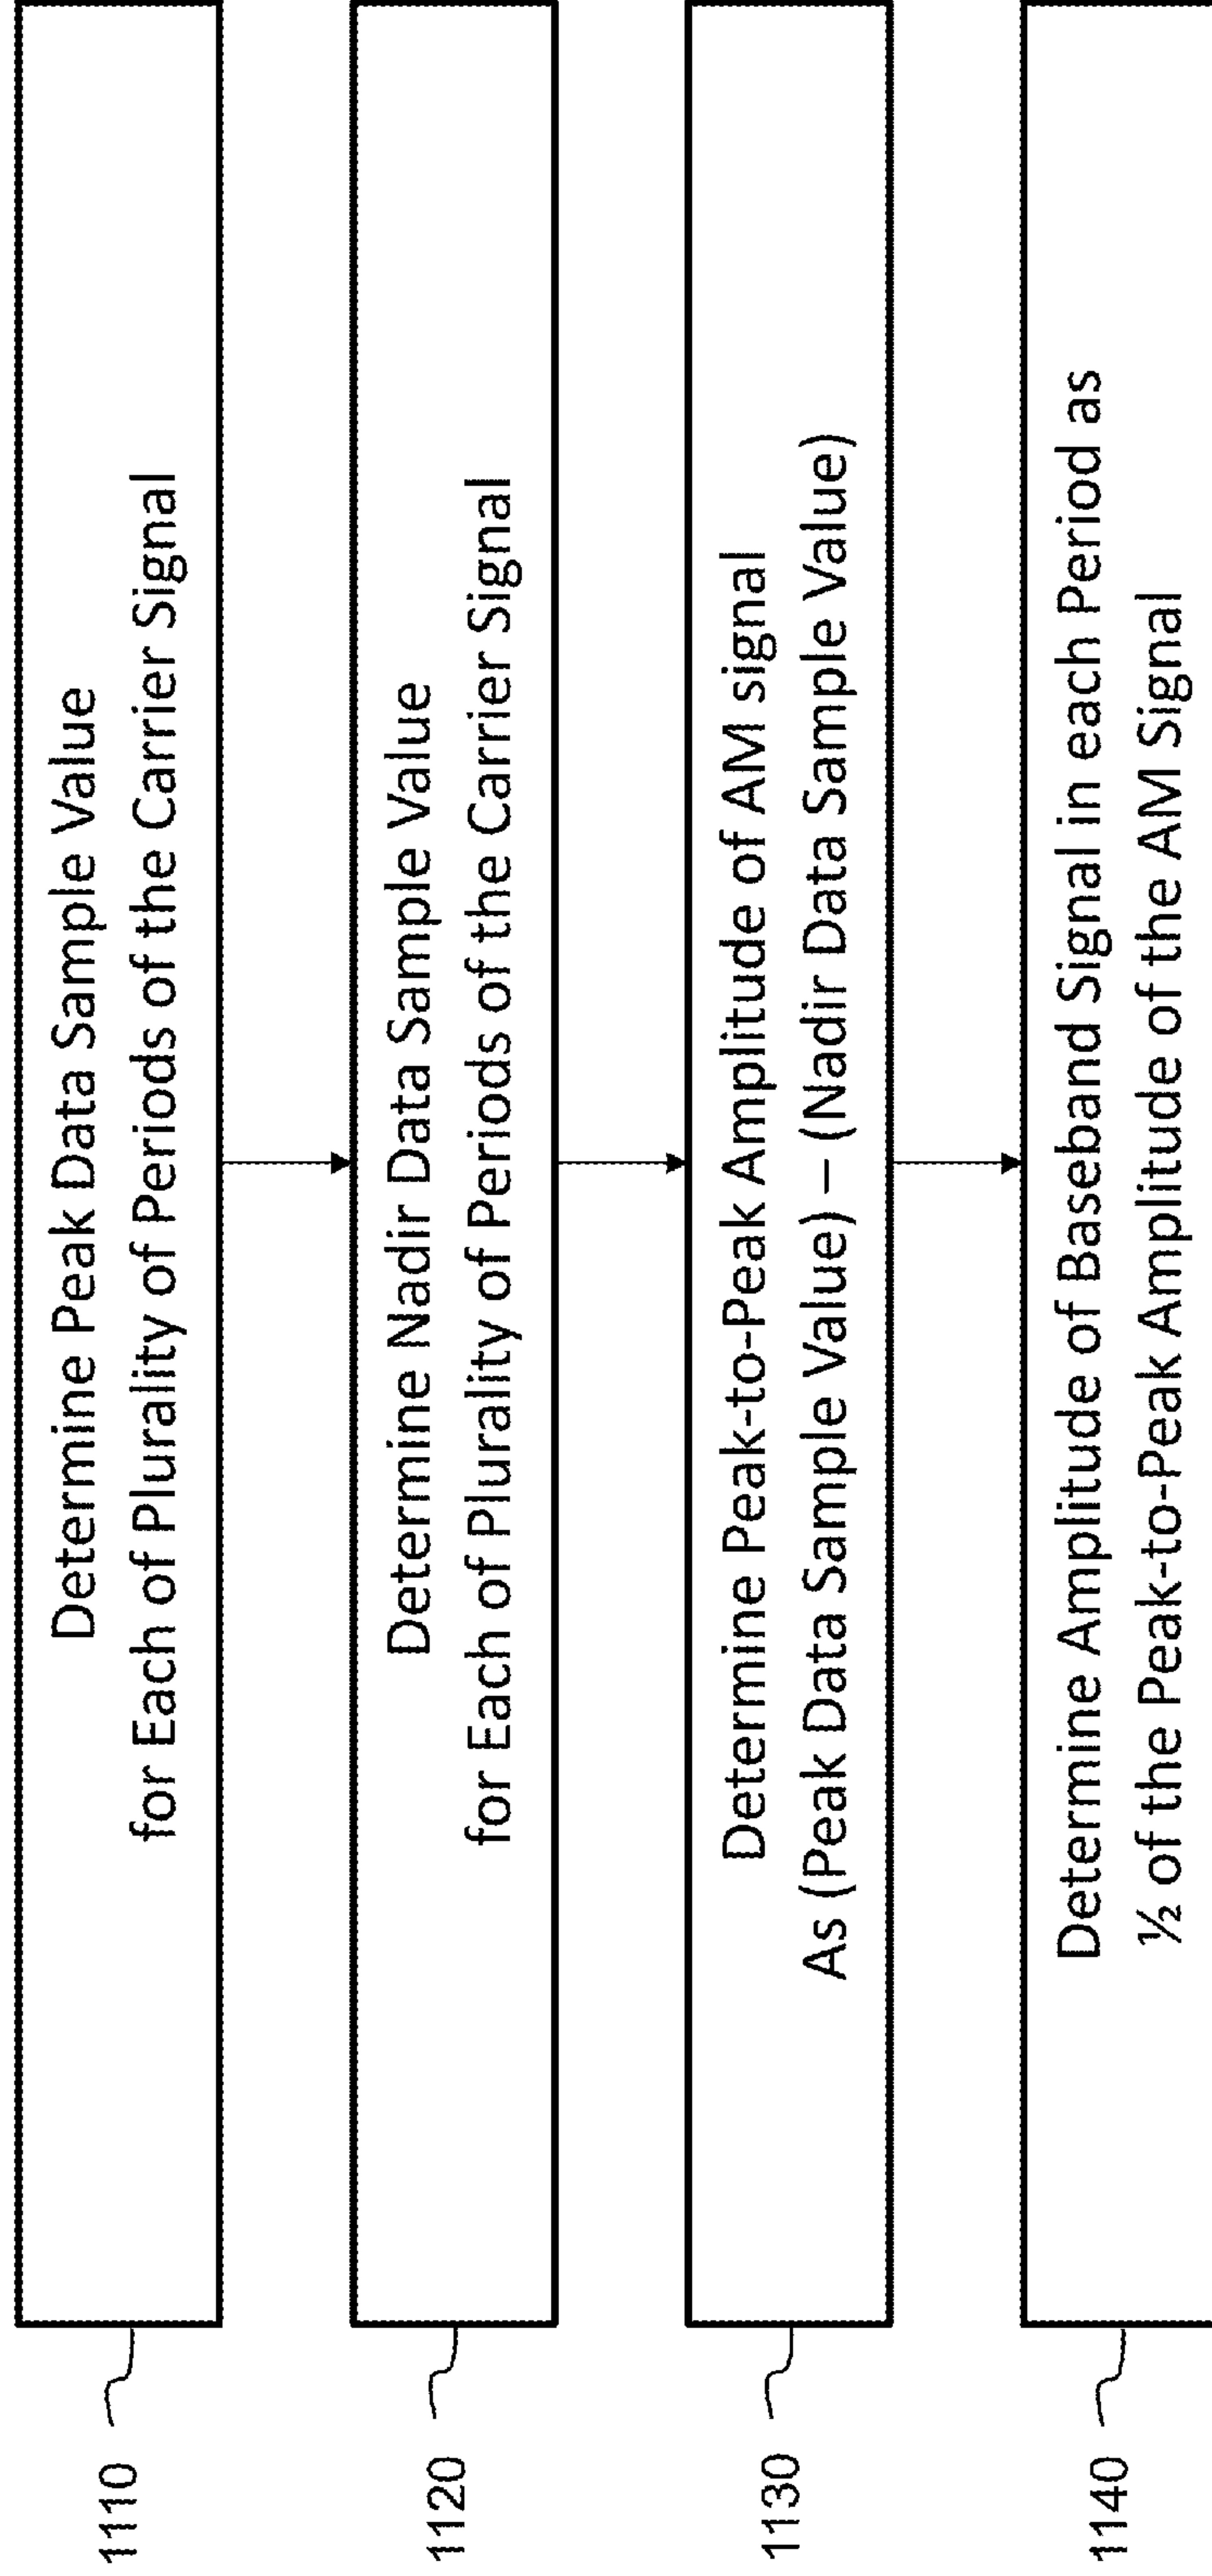 1110
Determine Peak Data Sample Value
for Each of Plurality of Periods of the Carrier Signal
1120
Determine Nadir Data Sample Value
for Each of Plurality of Periods of the Carrier Signal
1130
Determine Peak-to-Peak Amplitude of AM signal
As (Peak Data Sample Value) – (Nadir Data Sample Value)
1140
Determine Amplitude of Baseband Signal in each Period as
½ of the Peak-to-Peak Amplitude of the AM Signal